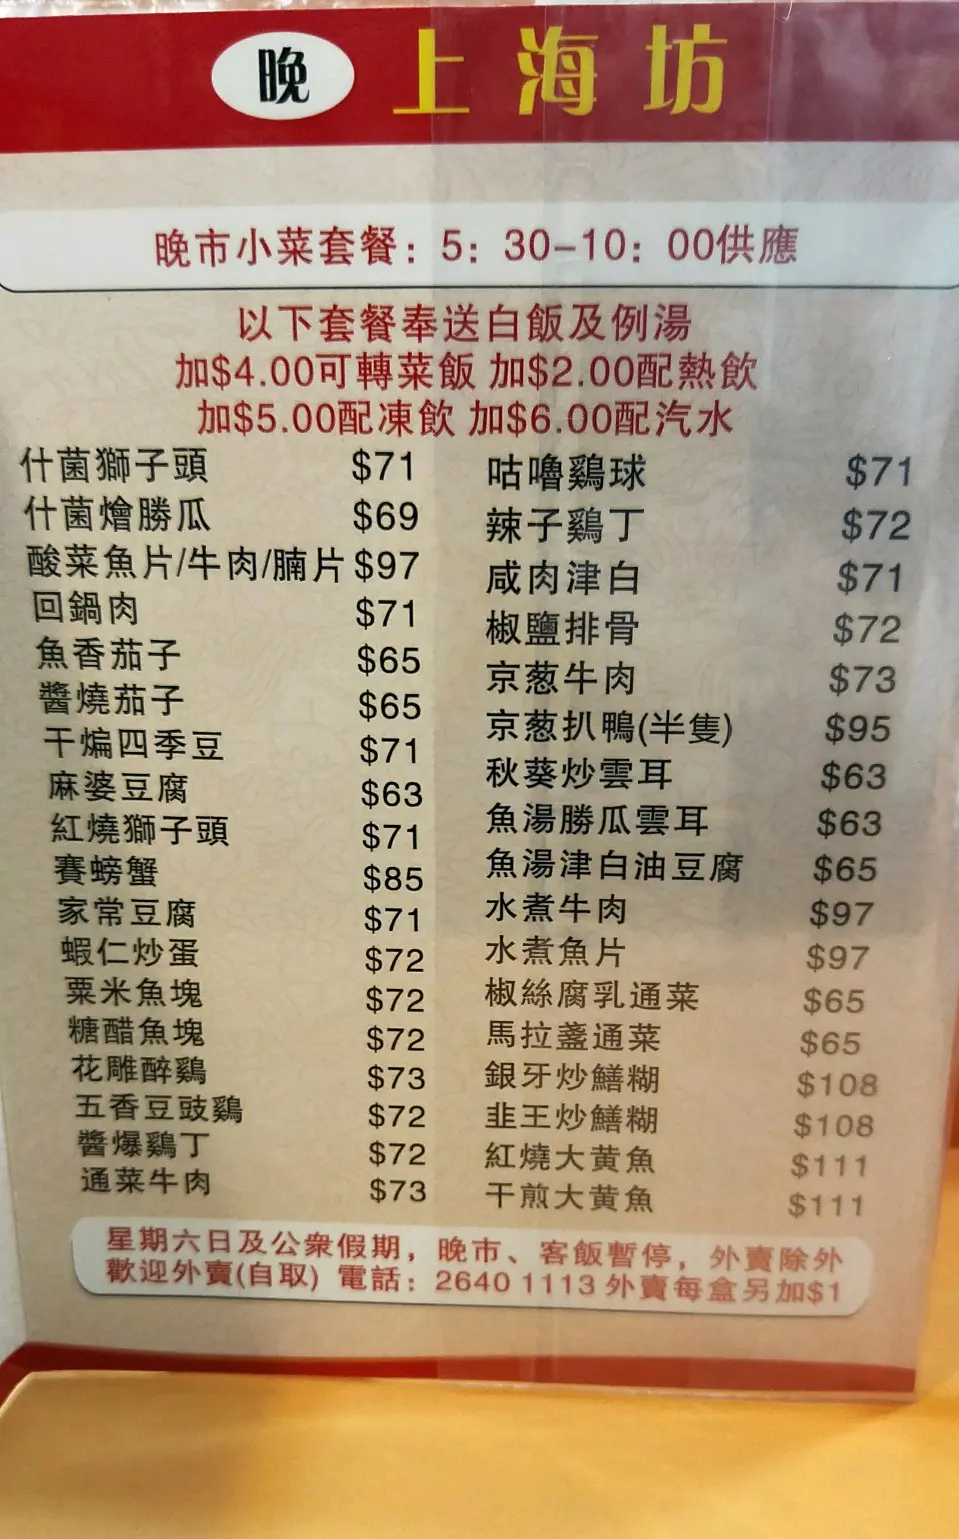 晚 上海坊
晚市小菜套餐：5：30-10：00供應
以下套餐奉送白飯及例湯
加$4.00可轉菜飯 加$2.00配熱飲
加$5.00配凍飲 加$6.00配汽水
什菌獅子頭 $71
什菌燴勝瓜 $69
酸菜魚片/牛肉/腩片 $97
回鍋肉 $71
魚香茄子 $65
醬燒茄子 $65
干煸四季豆 $71
麻婆豆腐 $63
紅燒獅子頭 $71
賽螃蟹 $85
家常豆腐 $71
蝦仁炒蛋 $72
粟米魚塊 $72
糖醋魚塊 $72
花雕醉鷄 $73
五香豆豉鷄 $72
醬爆鷄丁 $72
通菜牛肉 $73
咕嚕鷄球 $71
辣子鷄丁 $72
咸肉津白 $71
椒鹽排骨 $72
京葱牛肉 $73
京葱扒鴨(半隻) $95
秋葵炒雲耳 $63
魚湯勝瓜雲耳 $63
魚湯津白油豆腐 $65
水煮牛肉 $97
水煮魚片 $97
椒絲腐乳通菜 $65
馬拉盞通菜 $65
銀牙炒鱔糊 $108
韭王炒鱔糊 $108
紅燒大黄魚 $111
干煎大黄魚 $111
星期六日及公衆假期，晚市、客飯暫停，外賣除外
歡迎外賣(自取) 電話：2640 1113 外賣每盒另加$1